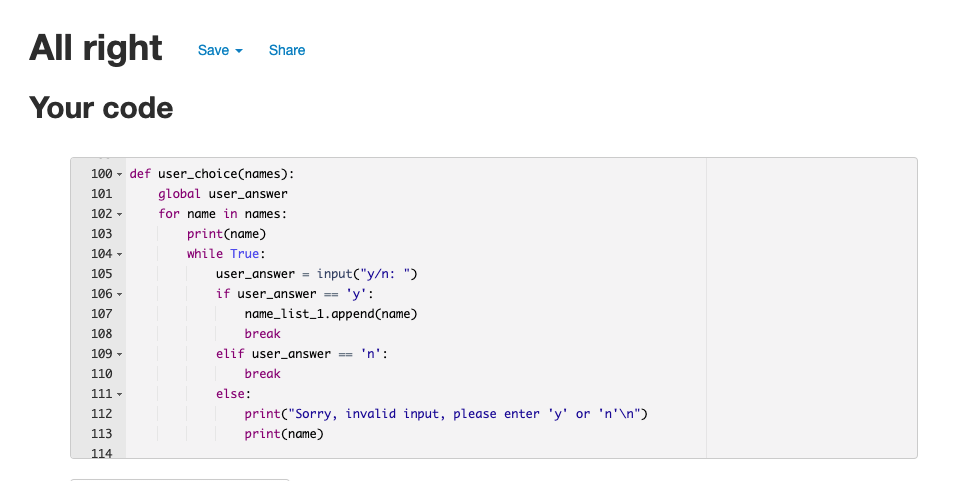 All right Save Share
Your code
100 def user_choice(names):
101     global user_answer
102     for name in names:
103         print(name)
104         while True:
105             user_answer = input("y/n: ")
106             if user_answer == 'y':
107                 name_list_1.append(name)
108                 break
109             elif user_answer == 'n':
110                 break
111             else:
112                 print("Sorry, invalid input, please enter 'y' or 'n'\n")
113                 print(name)
114